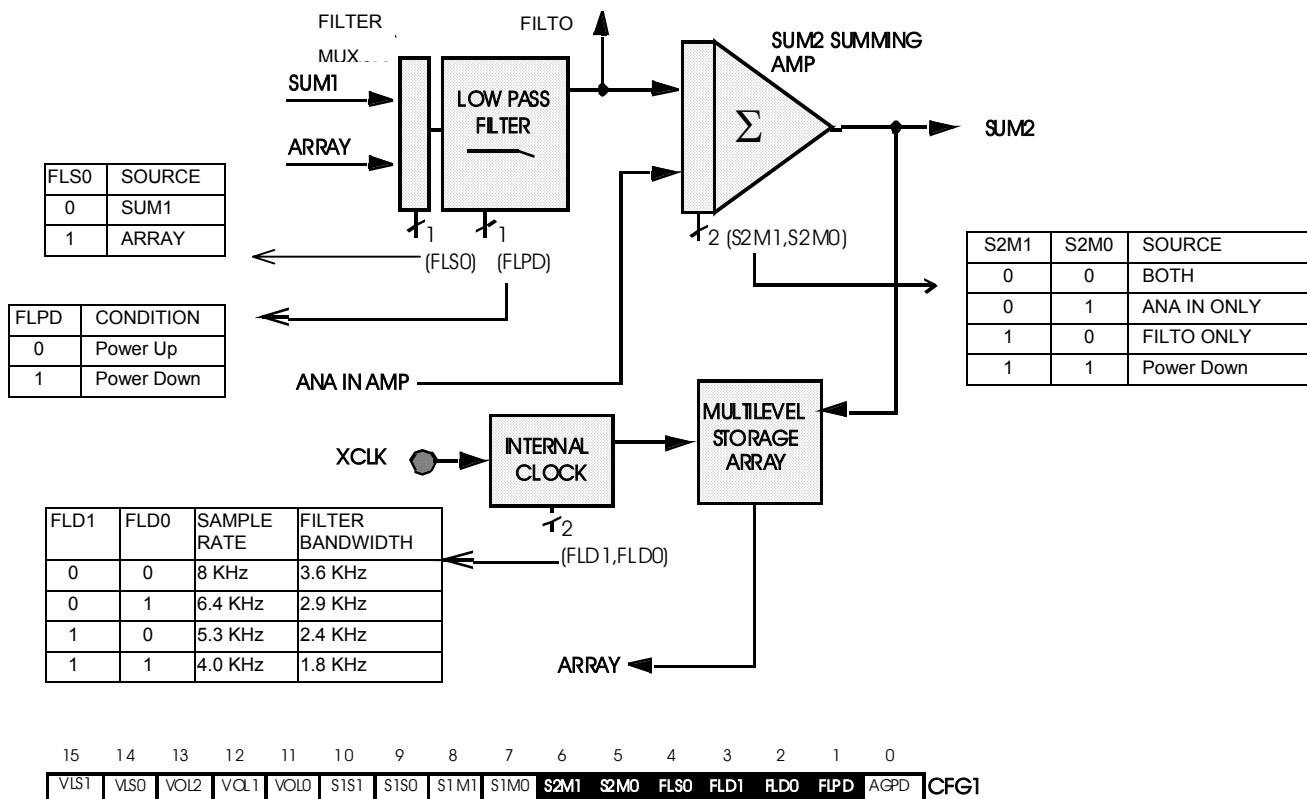 FILTER
MUX
FILTO
SUM2 SUMMING
AMP
SUM1
LOW PASS
FILTER
Σ
SUM2
ARRAY
FLS0 SOURCE
0 SUM1
1 ARRAY
1
1
2 (S2M1,S2M0)
(FLS0) (FLPD)
S2M1 S2M0 SOURCE
0 0 BOTH
0 1 ANA IN ONLY
1 0 FILTO ONLY
1 1 Power Down
FLPD CONDITION
0 Power Up
1 Power Down
ANA IN AMP
MULTILEVEL
STORAGE
ARRAY
XCLK
INTERNAL
CLOCK
2
(FLD1,FLD0)
FLD1 FLD0 SAMPLE RATE FILTER BANDWIDTH
0 0 8 KHz 3.6 KHz
0 1 6.4 KHz 2.9 KHz
1 0 5.3 KHz 2.4 KHz
1 1 4.0 KHz 1.8 KHz
ARRAY
15 14 13 12 11 10 9 8 7 6 5 4 3 2 1 0
VLS1 VLS0 VOL2 VOL1 VOL0 S1S1 S1S0 S1M1 S1M0 S2M1 S2M0 FLS0 FLD1 FLD0 FLPD AGPD CFG1